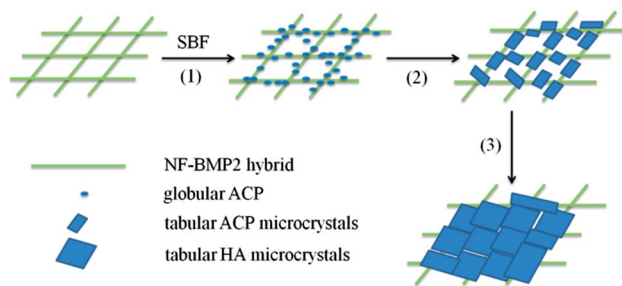 SBF
(1)
(2)
(3)
NF-BMP2 hybrid
globular ACP
tabular ACP microcrystals
tabular HA microcrystals